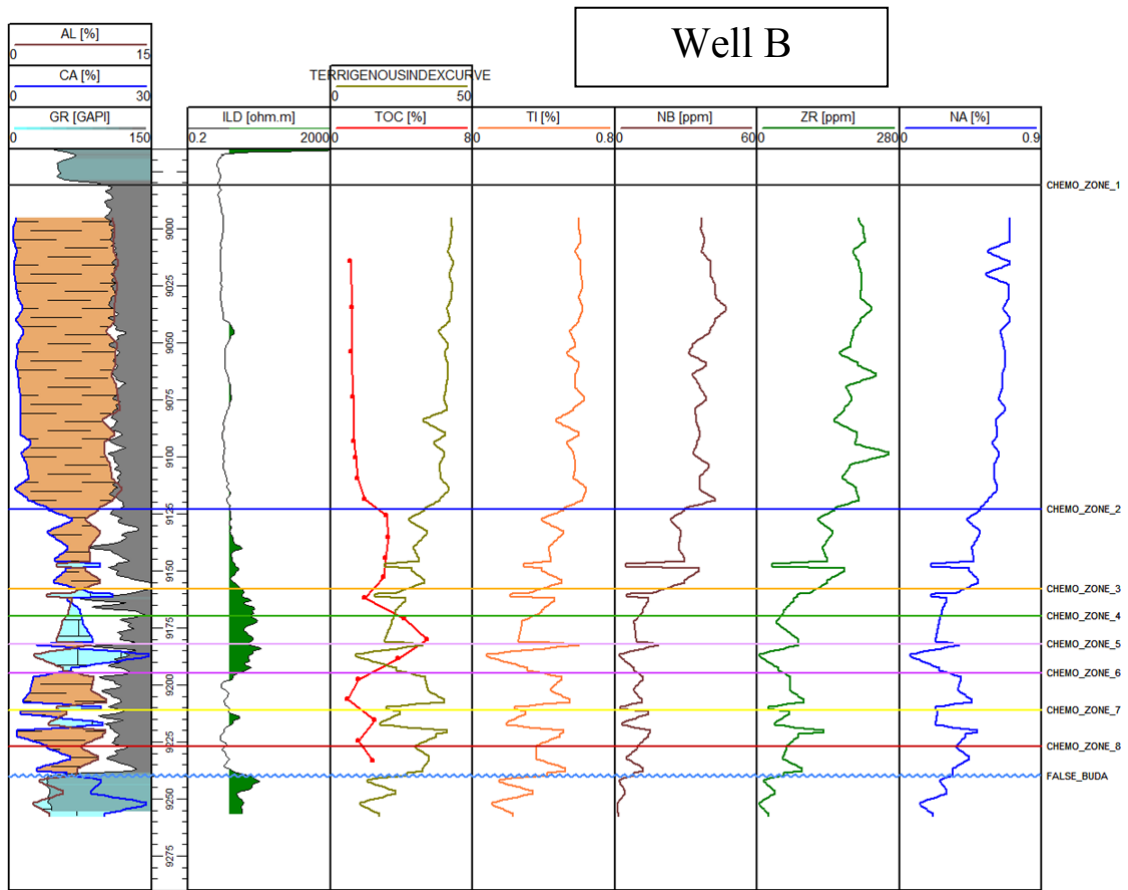 Well B
AL [%]
0 15
CA [%]
0 30
GR [GAPI]
0 150
ILD [ohm.m]
0.2 2000
TERRIGENOUSINDEXCURVE
0 50
TOC [%]
0 8
TI [%]
0 0.8
NB [ppm]
0 60
ZR [ppm]
0 280
NA [%]
0 0.9
9000
9025
9050
9075
9100
9125
9150
9175
9200
9225
9250
9275
CHEMO_ZONE_1
CHEMO_ZONE_2
CHEMO_ZONE_3
CHEMO_ZONE_4
CHEMO_ZONE_5
CHEMO_ZONE_6
CHEMO_ZONE_7
CHEMO_ZONE_8
FALSE_BUDA